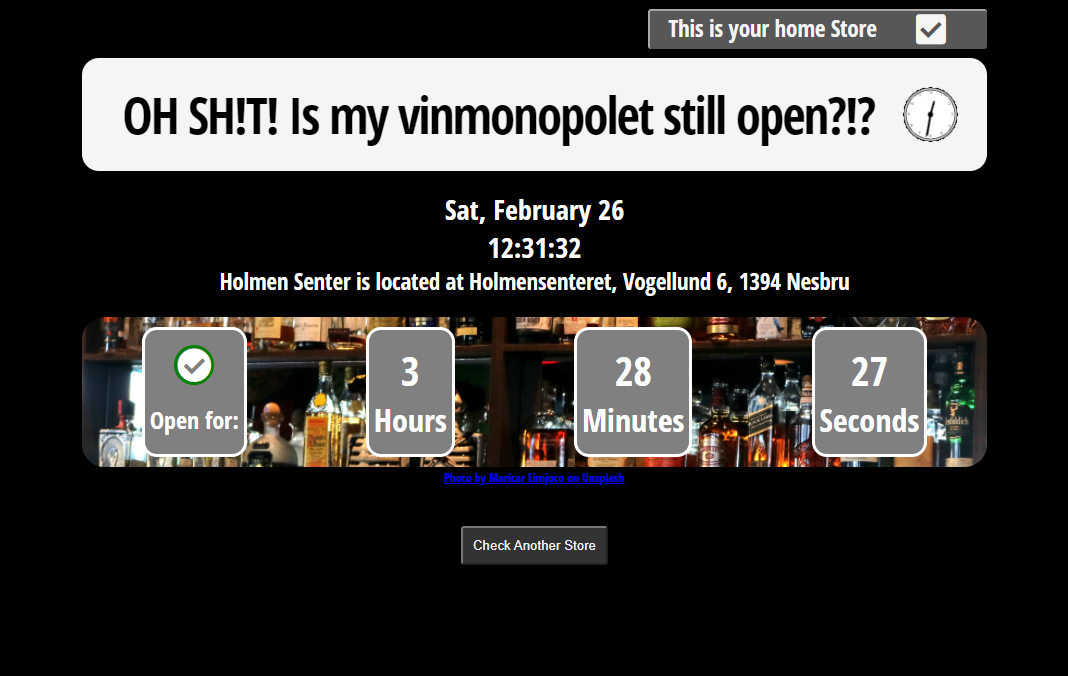 This is your home Store
OH SH!T! Is my vinmonopolet still open?!?
Sat, February 26
12:31:32
Holmen Senter is located at Holmensenteret, Vogellund 6, 1394 Nesbru
3
28
27
Open for:
Hours
Minutes
Seconds
Photo by Maritar Limjoco on Unsplash
Check Another Store